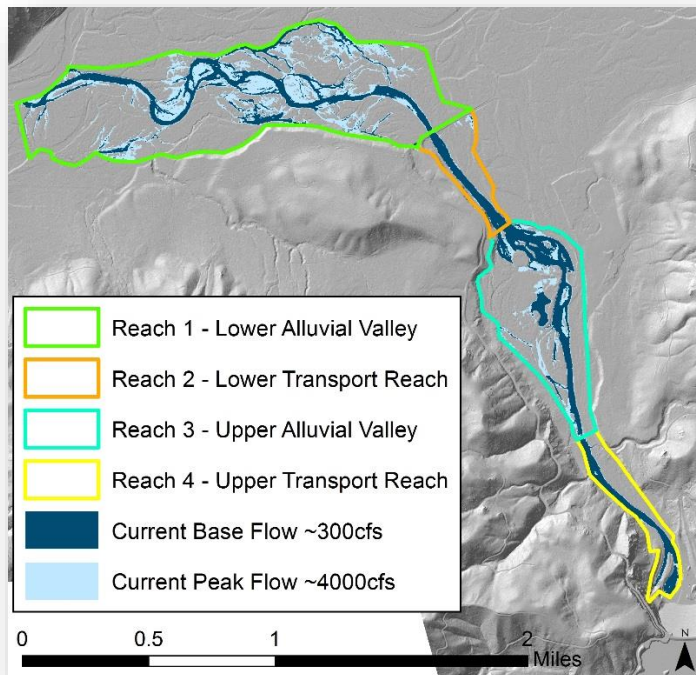 Reach 1 - Lower Alluvial Valley
Reach 2 - Lower Transport Reach
Reach 3 - Upper Alluvial Valley
Reach 4 - Upper Transport Reach
Current Base Flow ~300cfs
Current Peak Flow ~4000cfs
0 0.5 1 2
Miles
N